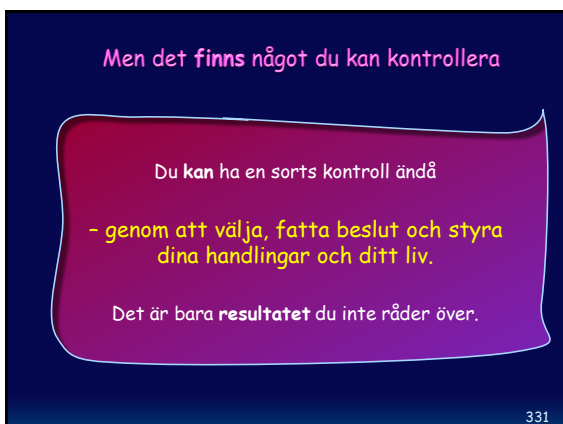 Men det finns något du kan kontrollera
Du kan ha en sorts kontroll ändå
– genom att välja, fatta beslut och styra
dina handlingar och ditt liv.
Det är bara resultatet du inte råder över.
331